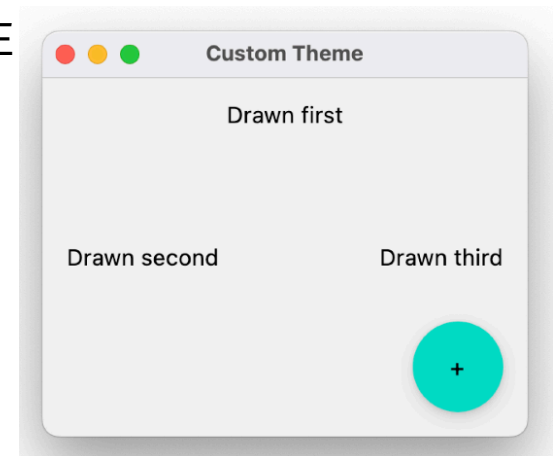 E
Custom Theme
Drawn first
Drawn second
Drawn third
+